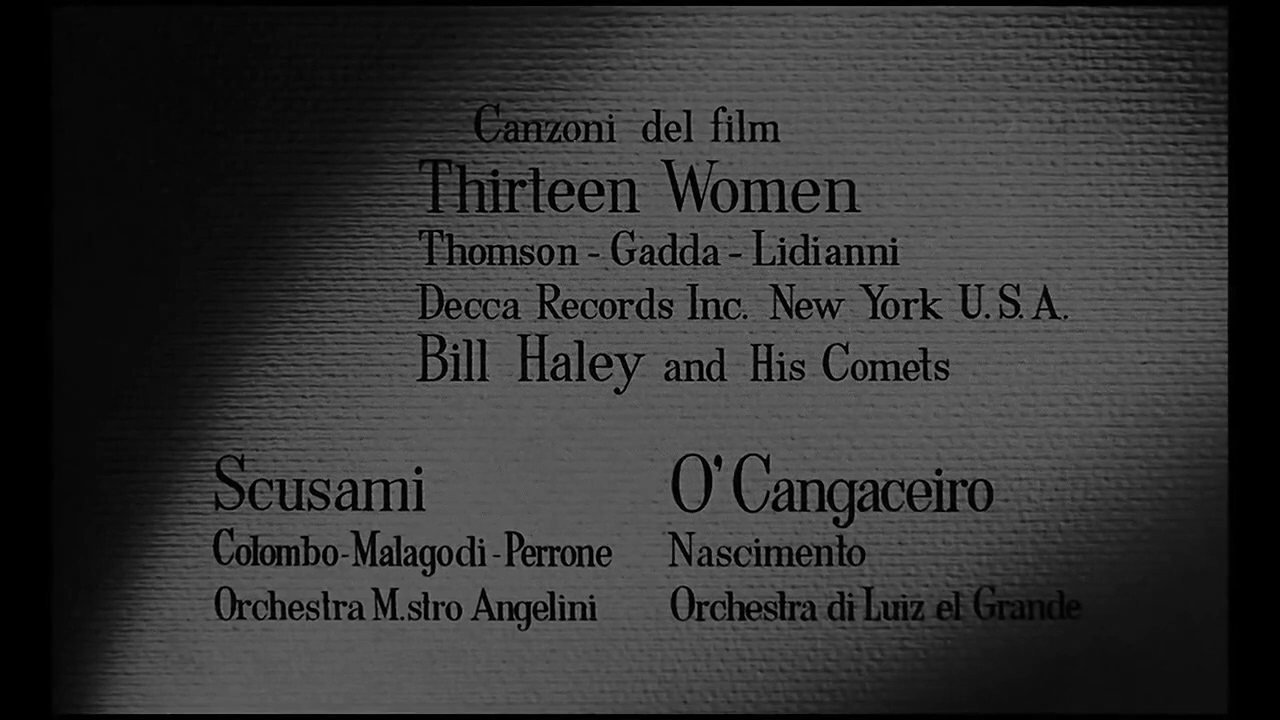 Canzoni del film
Thirteen Women
Thomson - Gadda - Lidianni
Decca Records Inc. New York U.S.A.
Bill Haley and His Comets
Scusami
Colombo-Malagodi-Perrone
Orchestra M.stro Angelini
O' Cangaceiro
Nascimento
Orchestra di Luiz el Grande